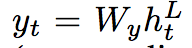 y_t = W_y h_t^L